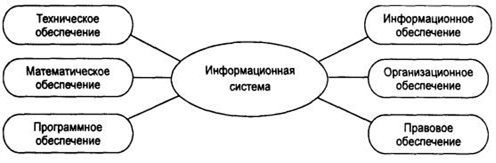 Техническое
обеспечение
Математическое
обеспечение
Программное
обеспечение
Информационная
система
Информационное
обеспечение
Организационное
обеспечение
Правовое
обеспечение